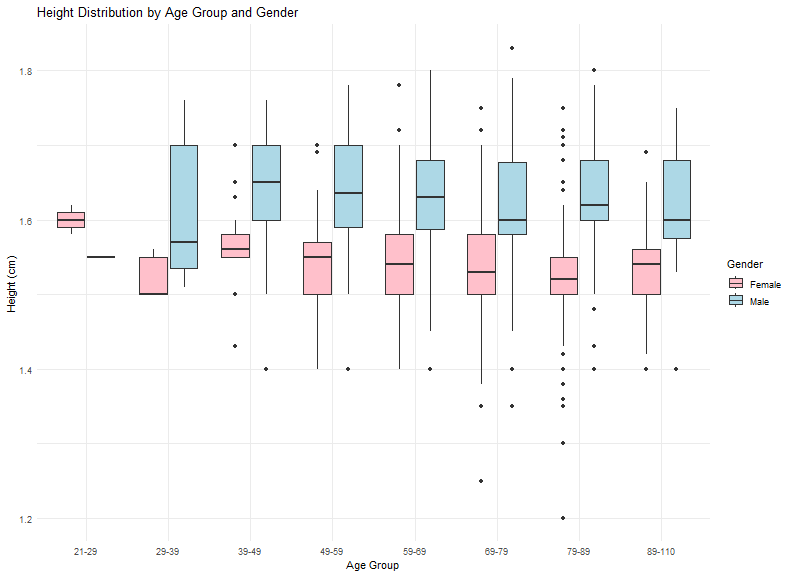 Height Distribution by Age Group and Gender
Height (cm)
1.8
1.6
1.4
1.2
21-29 29-39 39-49 49-59 59-69 69-79 79-89 89-110
Age Group
Gender
Female
Male